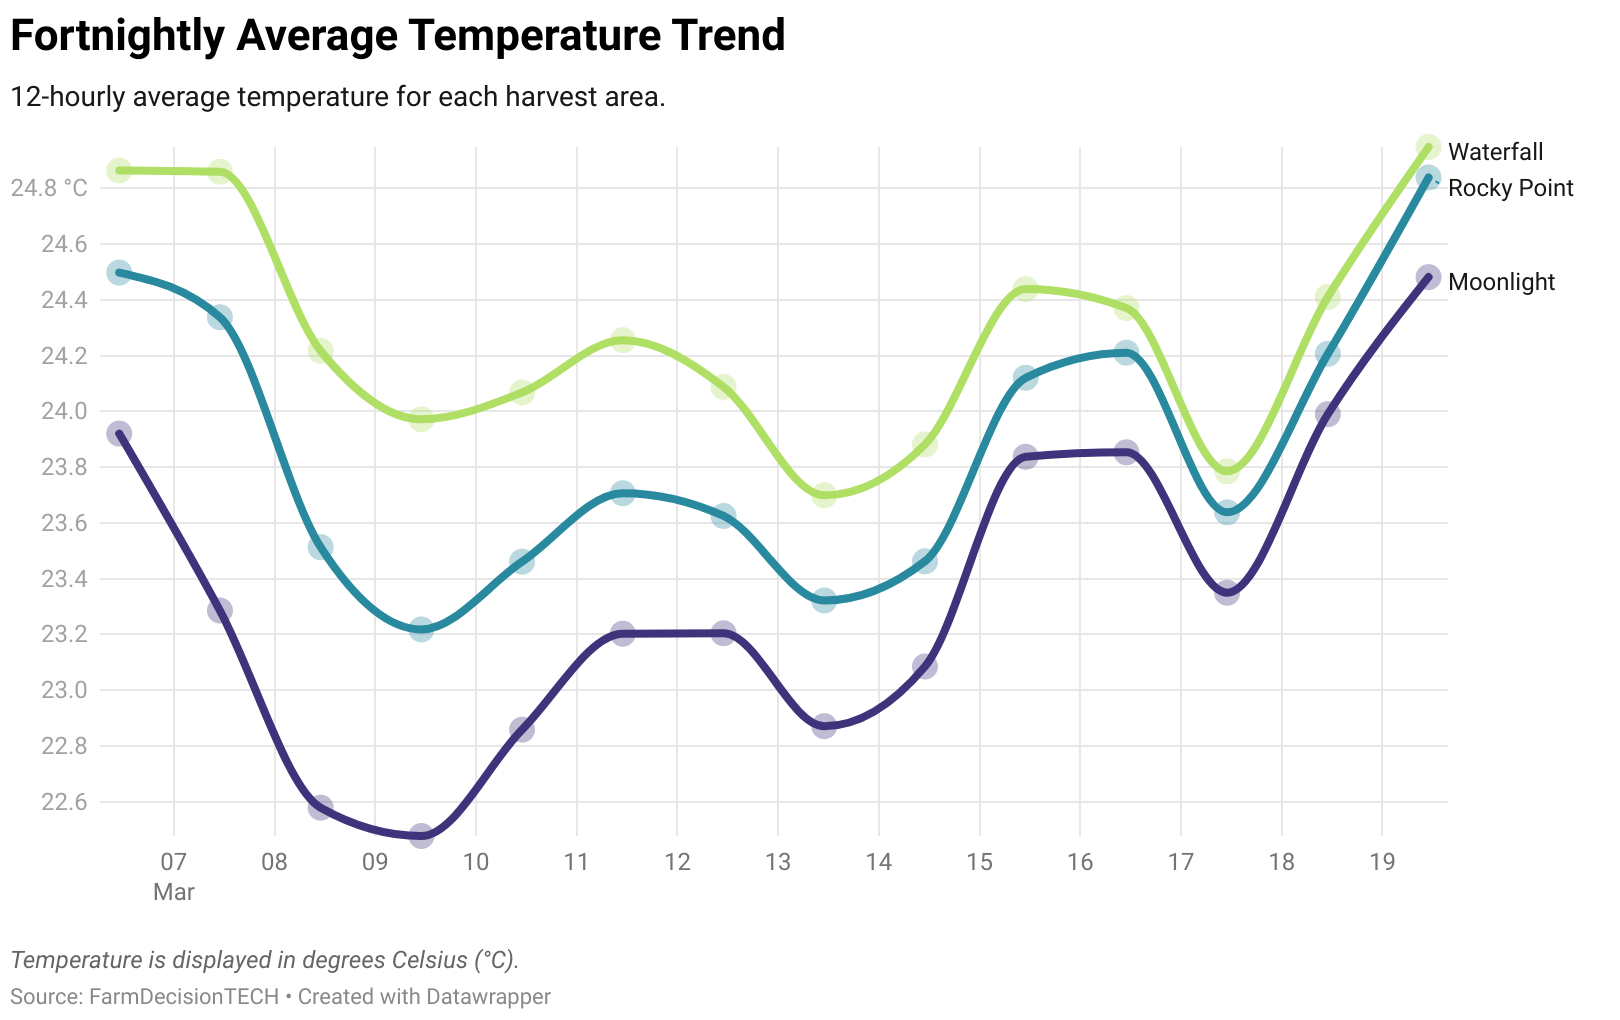 Fortnightly Average Temperature Trend
12-hourly average temperature for each harvest area.
Waterfall
24.8 °C
Rocky Point
24.6
24.4
Moonlight
24.2
24.0
23.8
23.6
23.4
23.2
23.0
22.8
22.6
07 08 09 10 11 12 13 14 15 16 17 18 19
Mar
Temperature is displayed in degrees Celsius (°C).
Source: FarmDecisionTECH • Created with Datawrapper